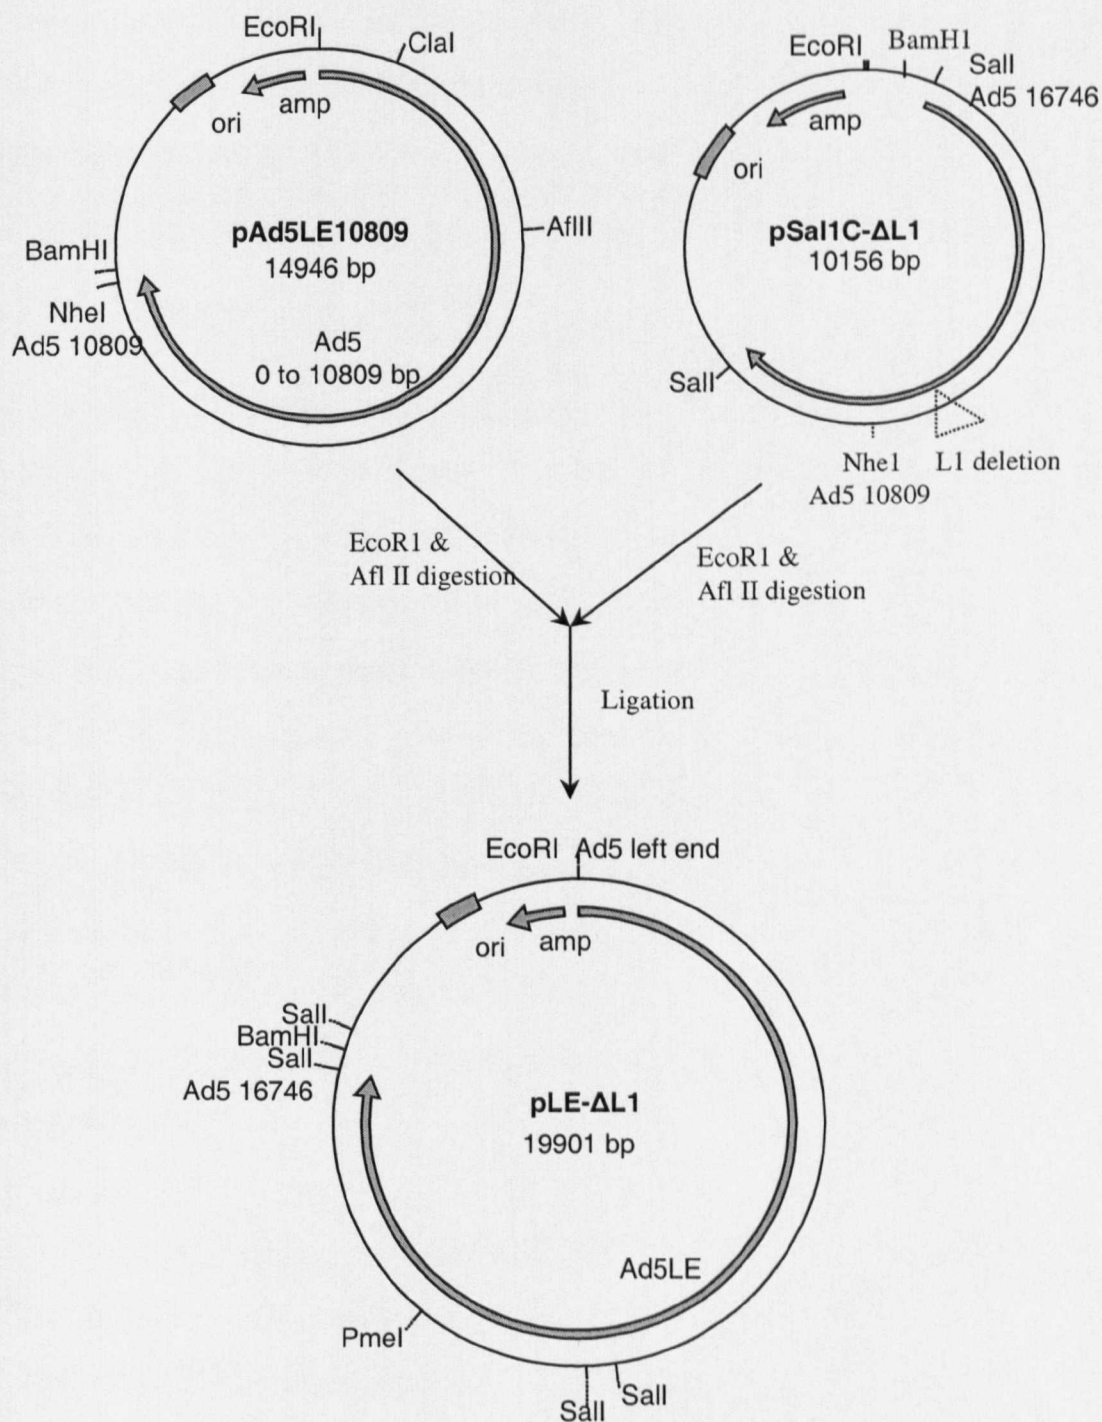 EcoRI
ClaI
amp
ori
pAd5LE10809
14946 bp
AflII
BamHI
NheI
Ad5 10809
Ad5
0 to 10809 bp
EcoRI
BamH1
SalI
Ad5 16746
amp
ori
pSal1C-ΔL1
10156 bp
SalI
Nhe1
Ad5 10809
L1 deletion
EcoR1 &
Afl II digestion
EcoR1 &
Afl II digestion
Ligation
EcoRI
Ad5 left end
ori
amp
SalI
BamHI
SalI
Ad5 16746
pLE-ΔL1
19901 bp
Ad5LE
PmeI
SalI
SalI